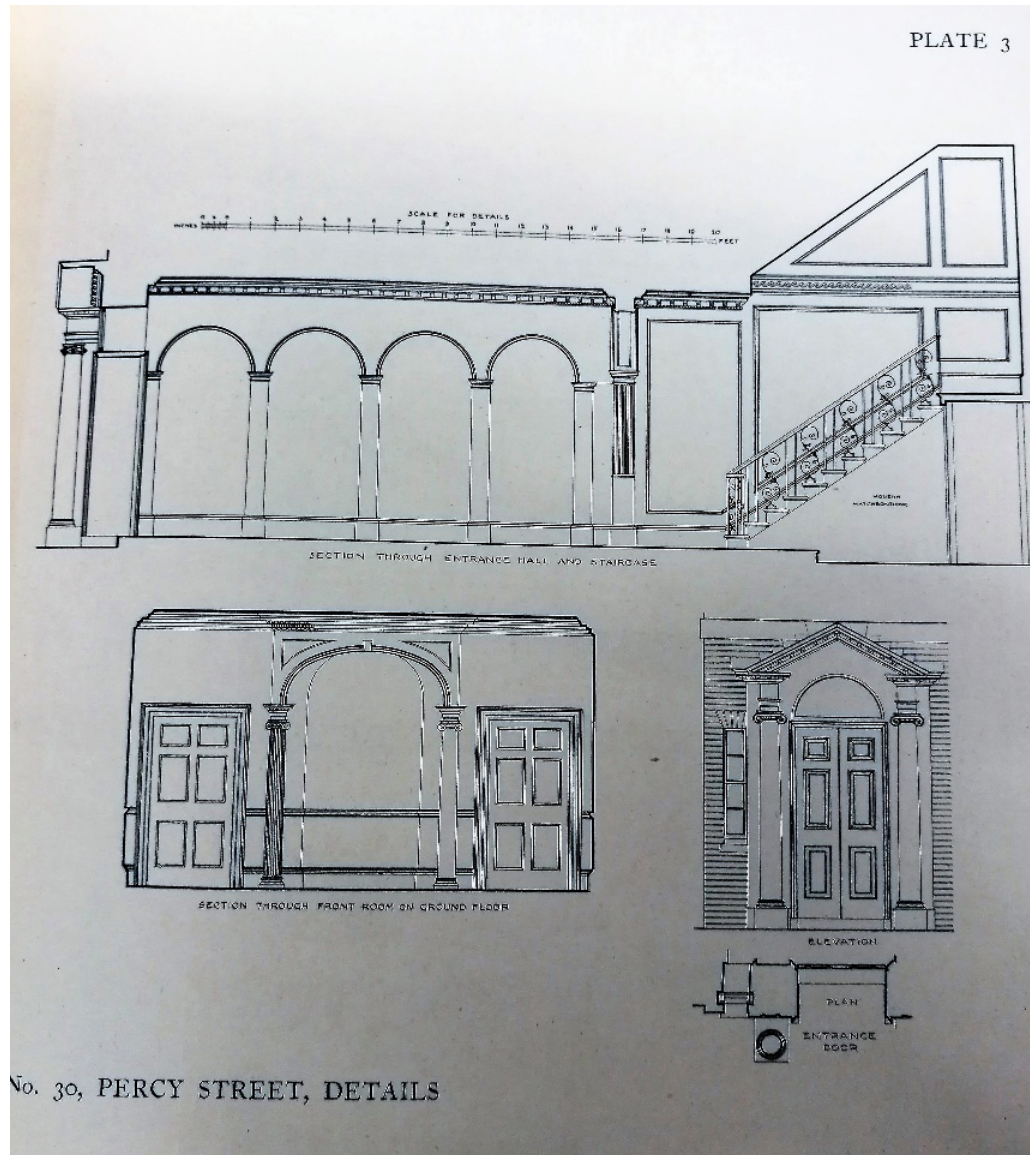 PLATE 3
SCALE FOR DETAILS
INCHES 1 2 3 4 5 6 7 8 9 10 11 12 13 14 15 16 17 18 19 20 FEET
MODERN
MATCHBOARDING
SECTION THROUGH ENTRANCE HALL AND STAIRCASE
SECTION THROUGH FRONT ROOM ON GROUND FLOOR
ELEVATION
PLAN
ENTRANCE
DOOR
No. 30, PERCY STREET, DETAILS